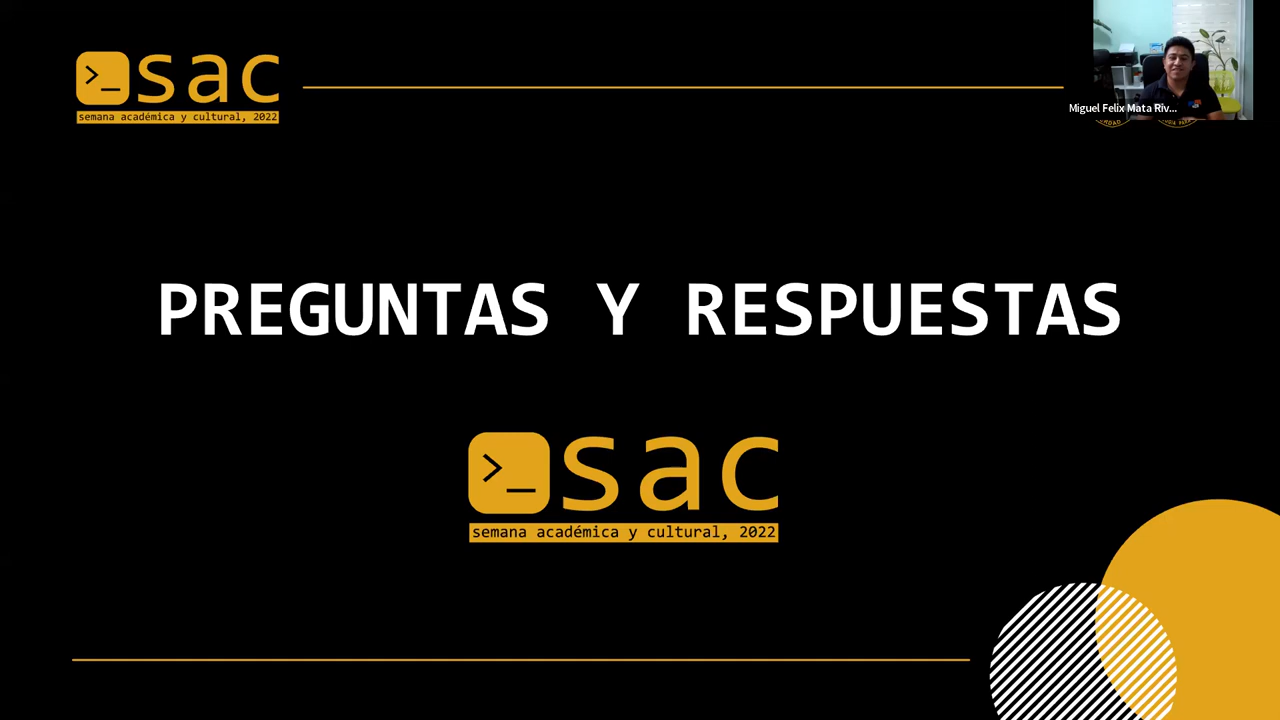 >_sac
semana académica y cultural, 2022
Miguel Felix Mata Riv...
PREGUNTAS Y RESPUESTAS
>_sac
semana académica y cultural, 2022